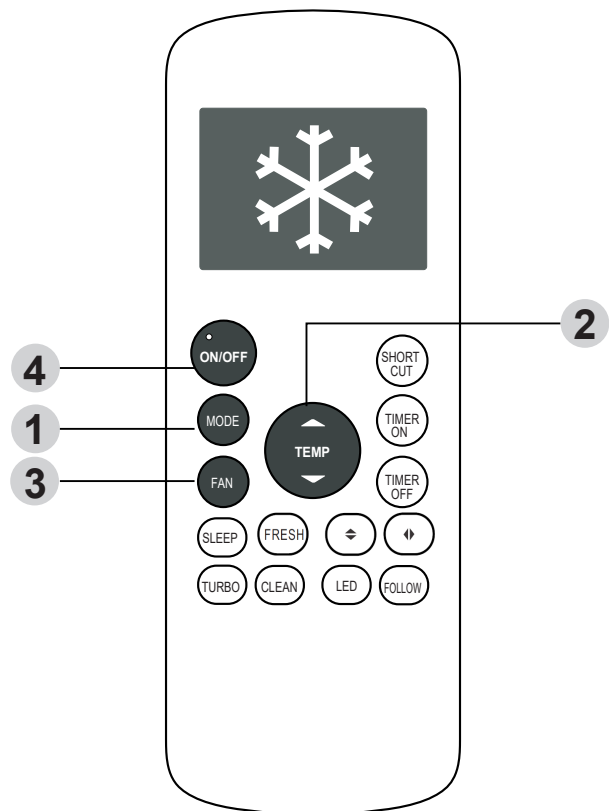 2
ON/OFF
SHORT
CUT
4
MODE
TEMP
TIMER
ON
1
FAN
TIMER
OFF
3
SLEEP
FRESH
TURBO
CLEAN
LED
FOLLOW